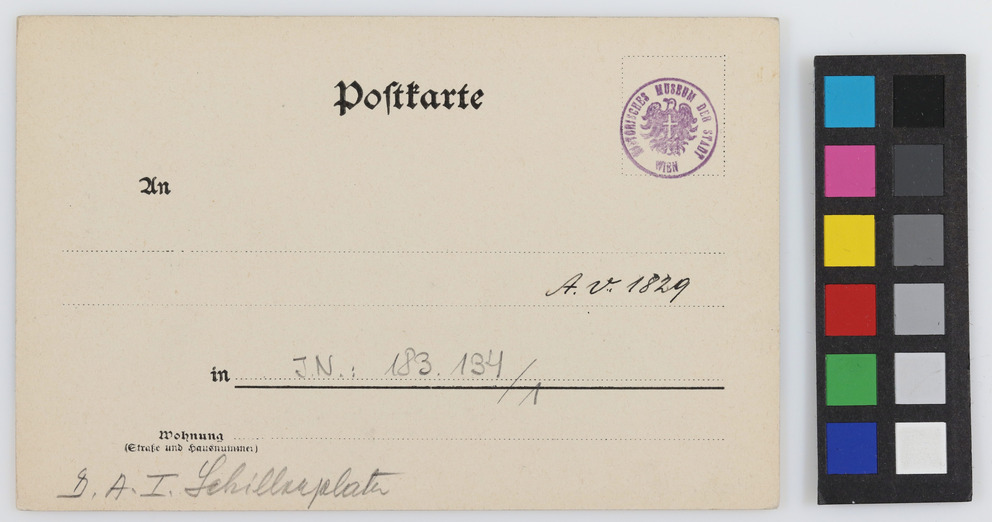 Postkarte
HISTORISCHES MUSEUM DER STADT WIEN
An
A. V. 1829
in
J.N.: 183.134/1
Wohnung
(Straße und Hausnummer)
B. A. I. Schillerplatz